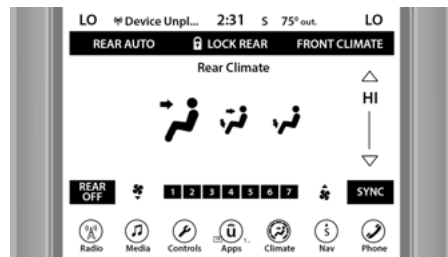 LO Device Unpl... 2:31 S 75° out. LO
REAR AUTO LOCK REAR FRONT CLIMATE
Rear Climate
HI
REAR
OFF
1 2 3 4 5 6 7
SYNC
Radio Media Controls Apps Climate Nav Phone